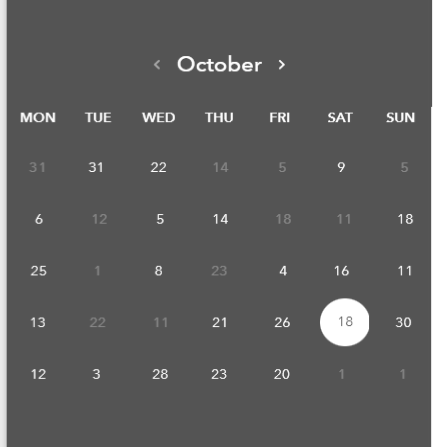 ‹ October ›
MON TUE WED THU FRI SAT SUN
31 31 22 14 5 9 5
6 12 5 14 18 11 18
25 1 8 23 4 16 11
13 22 11 21 26 18 30
12 3 28 23 20 1 1